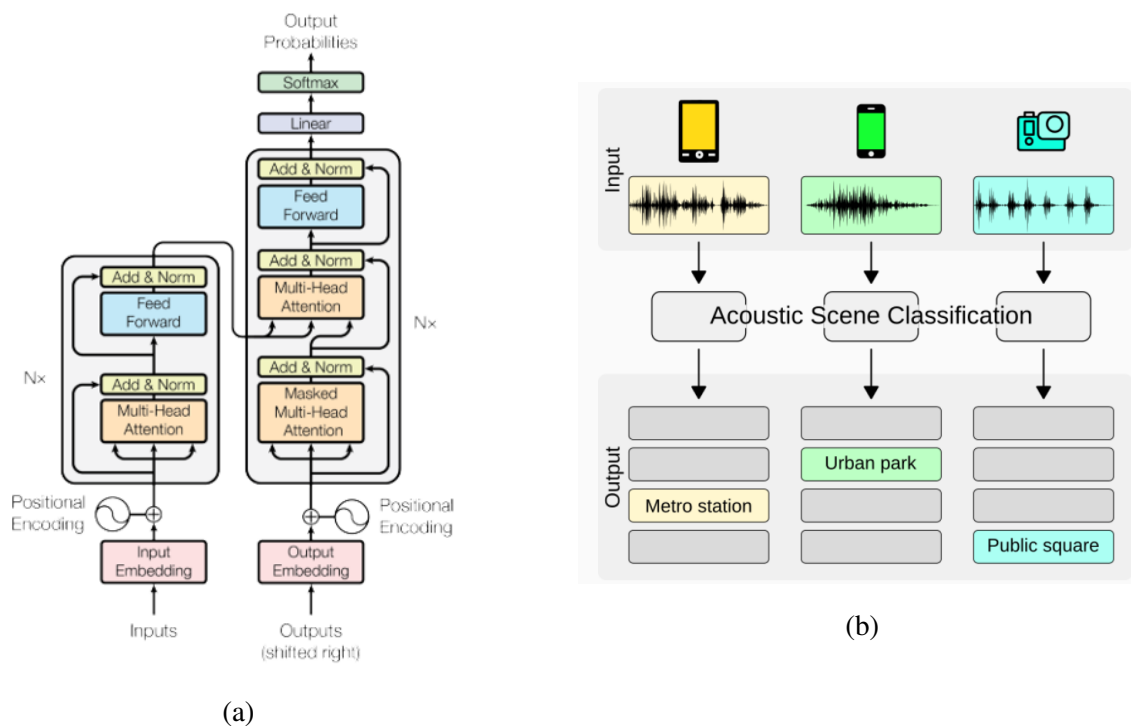 Output
Probabilities
Softmax
Linear
Add & Norm
Feed
Forward
Add & Norm
Multi-Head
Attention
Nx
Add & Norm
Masked
Multi-Head
Attention
Add & Norm
Feed
Forward
Nx
Add & Norm
Multi-Head
Attention
Positional
Encoding
Positional
Encoding
Input
Embedding
Output
Embedding
Inputs
Outputs
(shifted right)
(a)
Input
Acoustic Scene Classification
Output
Urban park
Metro station
Public square
(b)